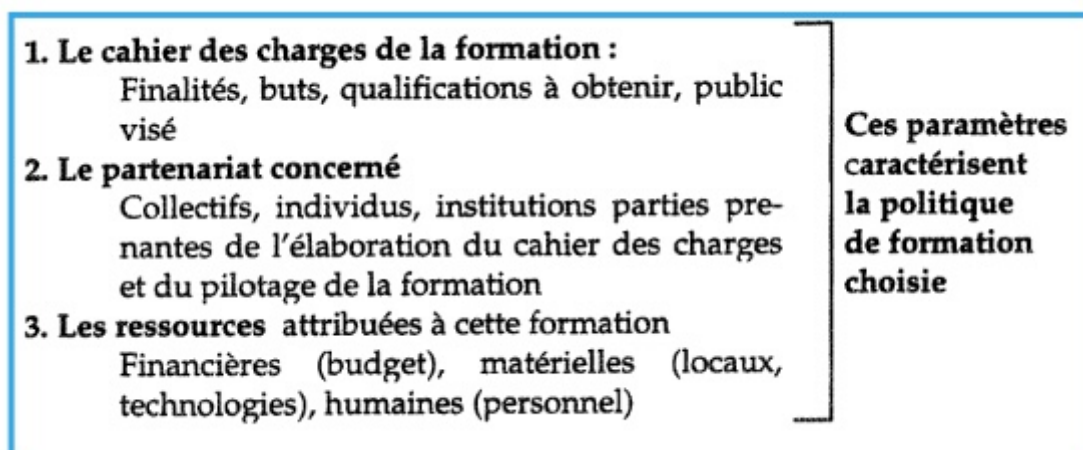 1. Le cahier des charges de la formation :
Finalités, buts, qualifications à obtenir, public
visé
2. Le partenariat concerné
Collectifs, individus, institutions parties pre-
nantes de l'élaboration du cahier des charges
et du pilotage de la formation
3. Les ressources attribuées à cette formation
Financières (budget), matérielles (locaux,
technologies), humaines (personnel)
Ces paramètres
caractérisent
la politique
de formation
choisie